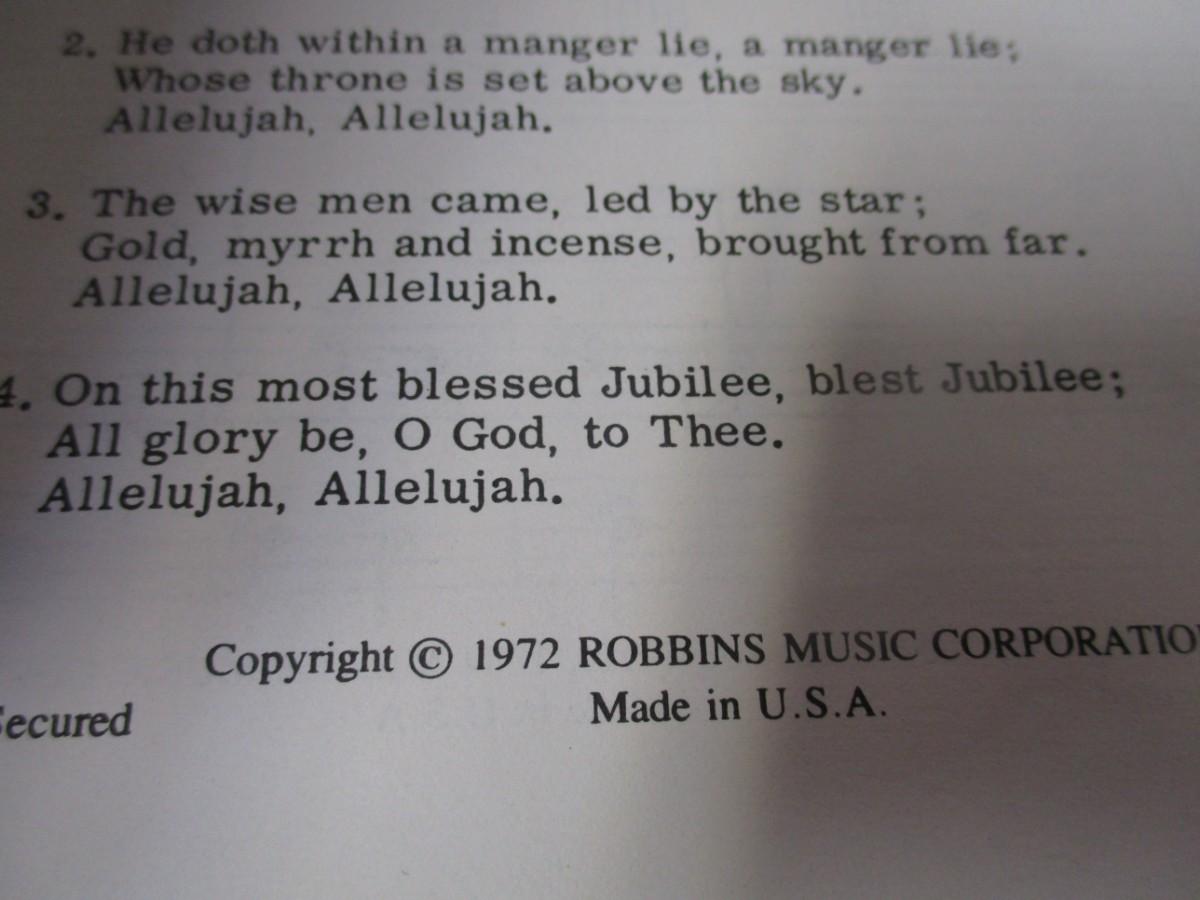 2. He doth within a manger lie, a manger lie;
Whose throne is set above the sky.
Allelujah, Allelujah.
3. The wise men came, led by the star;
Gold, myrrh and incense, brought from far.
Allelujah, Allelujah.
4. On this most blessed Jubilee, blest Jubilee;
All glory be, O God, to Thee.
Allelujah, Allelujah.
Copyright © 1972 ROBBINS MUSIC CORPORATIO
Secured
Made in U.S.A.